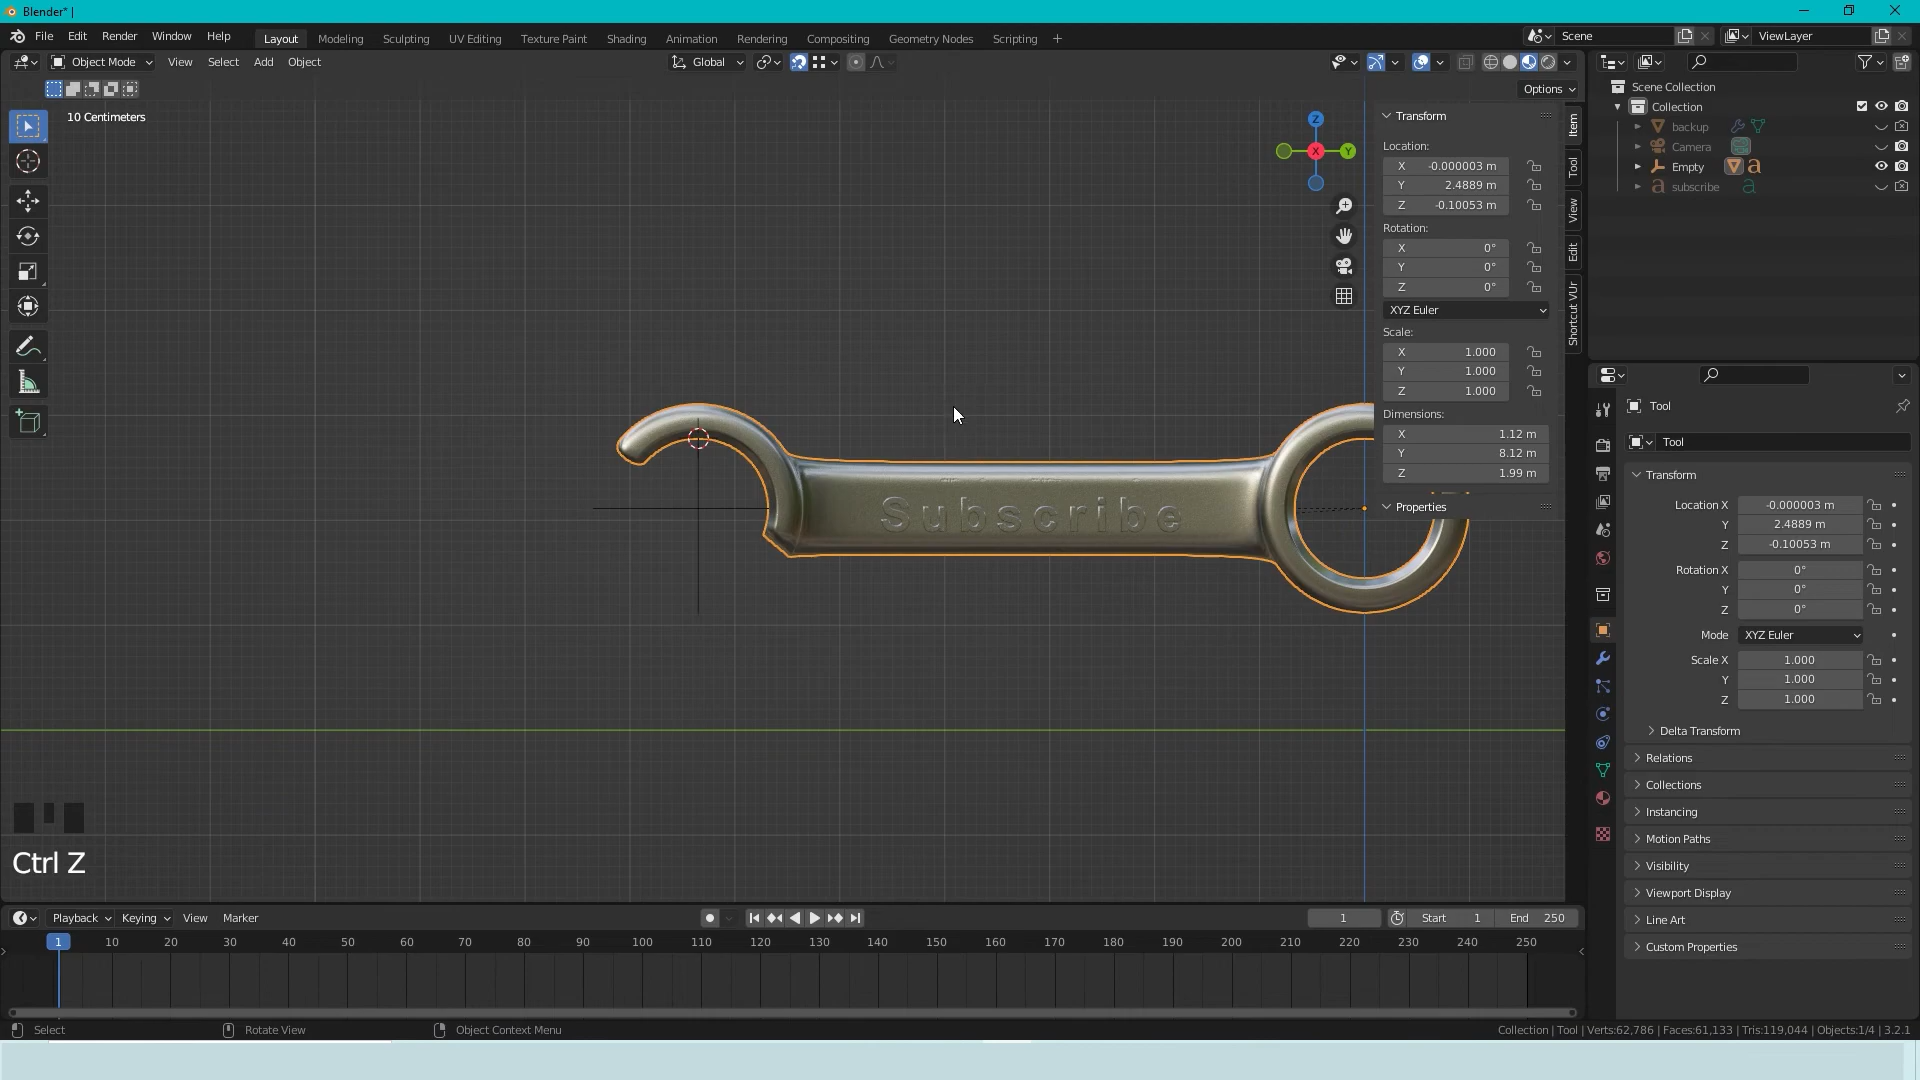 Blender* |
File Edit Render Window Help Layout Modeling Sculpting UV Editing Texture Paint Shading Animation Rendering Compositing Geometry Nodes Scripting + Scene ViewLayer
Object Mode View Select Add Object Global
Options
10 Centimeters
Z
X
Y
Transform
Location:
X -0.000003 m
Y 2.4889 m
Z -0.10053 m
Rotation:
X 0°
Y 0°
Z 0°
XYZ Euler
Scale:
X 1.000
Y 1.000
Z 1.000
Dimensions:
X 1.12 m
Y 8.12 m
Z 1.99 m
Properties
Item
Tool
View
Edit
Shortcut VUr
Subscribe
Ctrl Z
Scene Collection
Collection
backup
Camera
Empty
subscribe
Tool
Tool
Transform
Location X -0.000003 m
Y 2.4889 m
Z -0.10053 m
Rotation X 0°
Y 0°
Z 0°
Mode XYZ Euler
Scale X 1.000
Y 1.000
Z 1.000
Delta Transform
Relations
Collections
Instancing
Motion Paths
Visibility
Viewport Display
Line Art
Custom Properties
Playback Keying View Marker 1 Start 1 End 250
1 10 20 30 40 50 60 70 80 90 100 110 120 130 140 150 160 170 180 190 200 210 220 230 240 250
Select Rotate View Object Context Menu Collection | Tool | Verts:62,786 | Faces:61,133 | Tris:119,044 | Objects:1/4 | 3.2.1